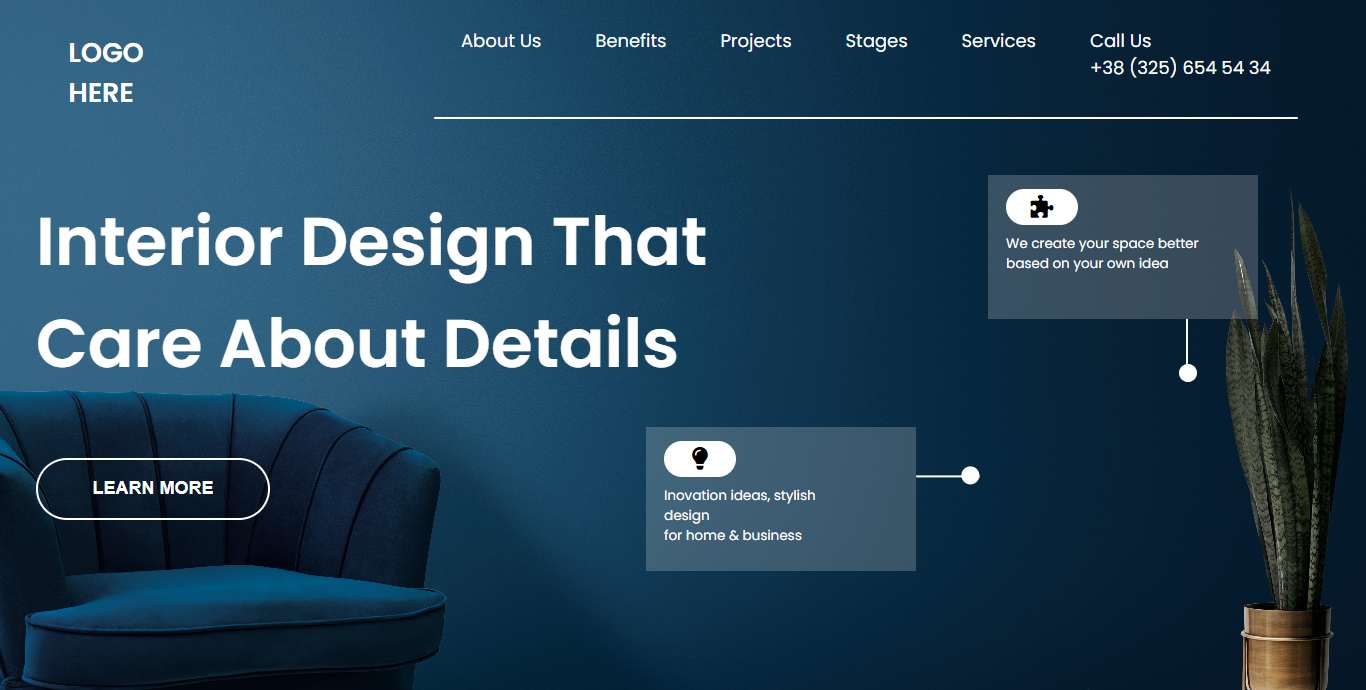 LOGO
HERE
About Us
Benefits
Projects
Stages
Services
Call Us
+38 (325) 654 54 34
Interior Design That
Care About Details
We create your space better
based on your own idea
LEARN MORE
Inovation ideas, stylish
design
for home & business